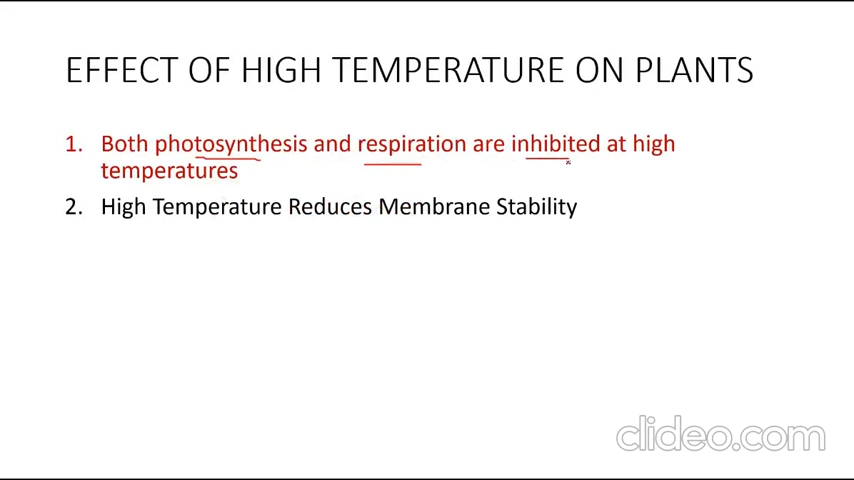 EFFECT OF HIGH TEMPERATURE ON PLANTS
1. Both photosynthesis and respiration are inhibited at high
temperatures
2. High Temperature Reduces Membrane Stability
clideo.com